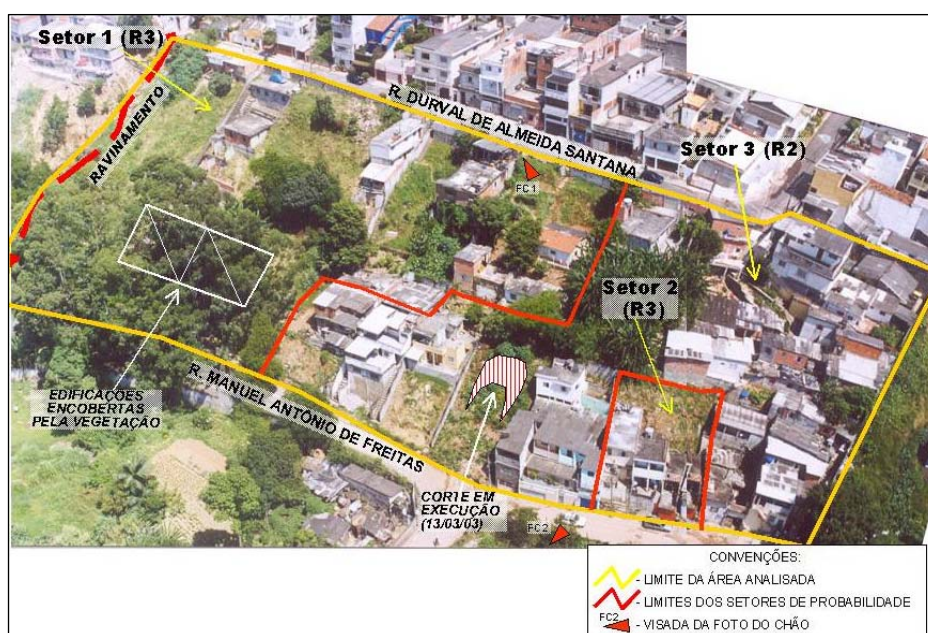 Setor 1 (R3)
RAVINAMENTO
R. DURVAL DE ALMEIDA SANTANA
FC1
Setor 3 (R2)
Setor 2
(R3)
EDIFICAÇÕES
ENCOBERTAS
PELA VEGETAÇÃO
R. MANUEL ANTÔNIO DE FREITAS
CORTE EM
EXECUÇÃO
(13/03/03)
FC2
CONVENÇÕES:
- LIMITE DA ÁREA ANALISADA
- LIMITES DOS SETORES DE PROBABILIDADE
FC2
- VISADA DA FOTO DO CHÃO